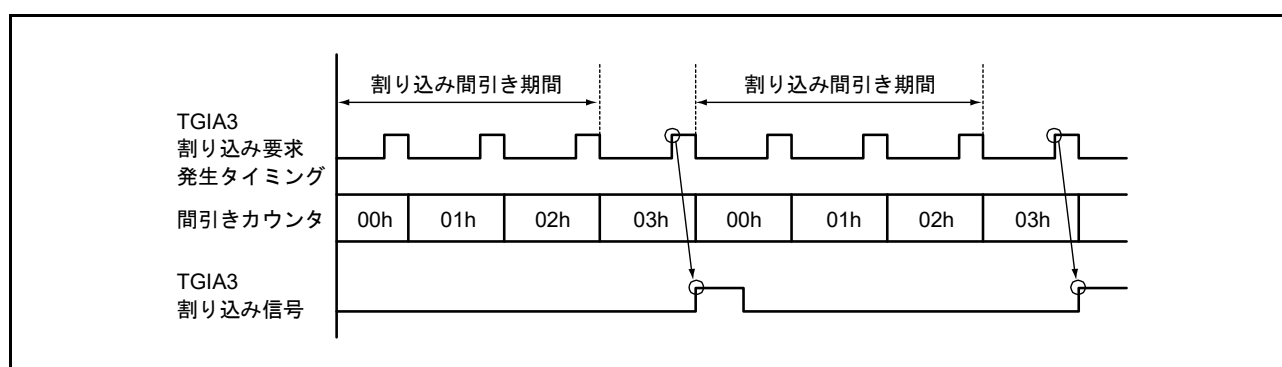 割り込み間引き期間 割り込み間引き期間
TGIA3
割り込み要求
発生タイミング
間引きカウンタ 00h 01h 02h 03h 00h 01h 02h 03h
TGIA3
割り込み信号